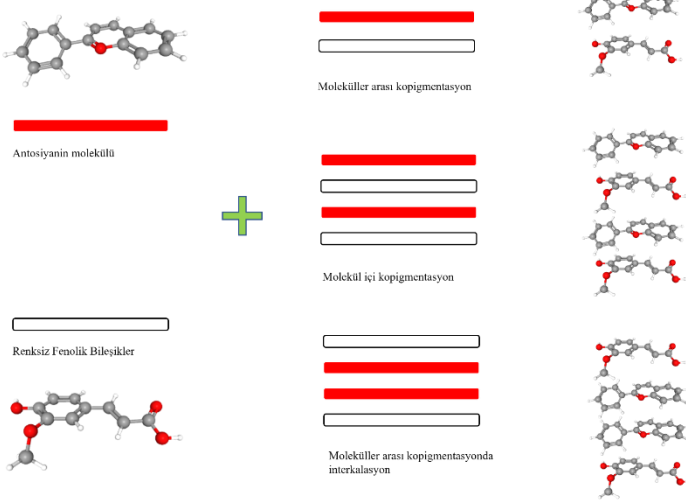 Moleküller arası kopigmentasyon
Antosiyanin molekülü
Molekül içi kopigmentasyon
Renksiz Fenolik Bileşikler
Moleküller arası kopigmentasyonda
interkalasyon